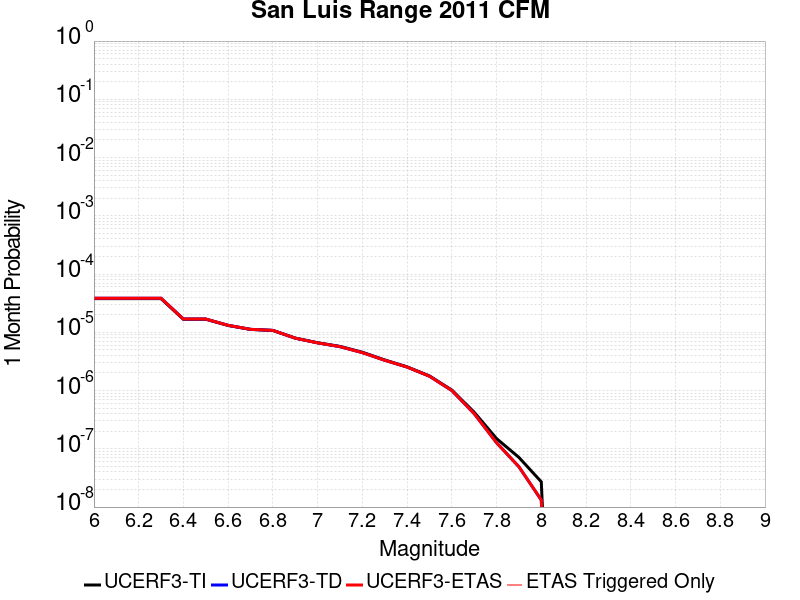 San Luis Range 2011 CFM
10^0
10^-1
10^-2
10^-3
10^-4
10^-5
10^-6
10^-7
10^-8
1 Month Probability
6 6.2 6.4 6.6 6.8 7 7.2 7.4 7.6 7.8 8 8.2 8.4 8.6 8.8 9
Magnitude
UCERF3-TI UCERF3-TD UCERF3-ETAS ETAS Triggered Only